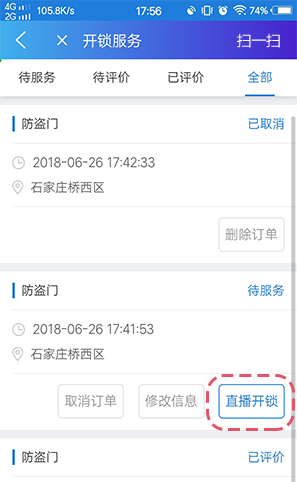 4G 2G 105.8K/s 17:56 74%
开锁服务 扫一扫
待服务 待评价 已评价 全部
防盗门 已取消
2018-06-26 17:42:33
石家庄桥西区
删除订单
防盗门 待服务
2018-06-26 17:41:53
石家庄桥西区
取消订单 修改信息 直播开锁
防盗门 已评价